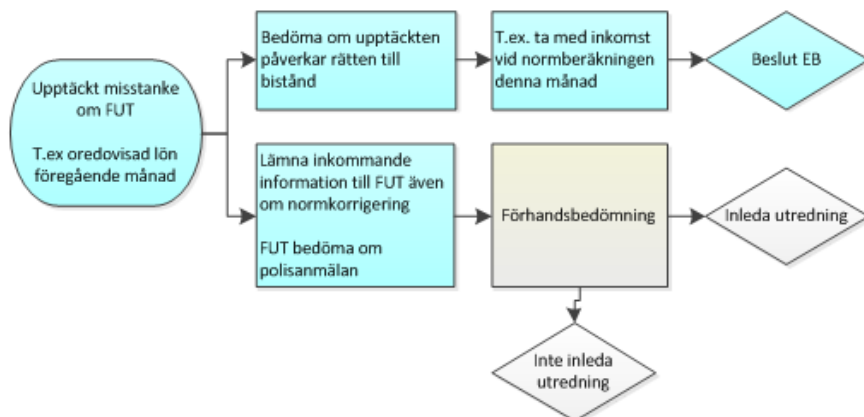 Upptäckt misstanke
om FUT
T.ex oredovisad lön
föregående månad
Bedöma om upptäckten
påverkar rätten till
bistånd
T.ex. ta med inkomst
vid normberäkningen
denna månad
Beslut EB
Lämna inkommande
information till FUT även
om normkorrigering
FUT bedöma om
polisanmälan
Förhandsbedömning
Inleda utredning
Inte inleda
utredning